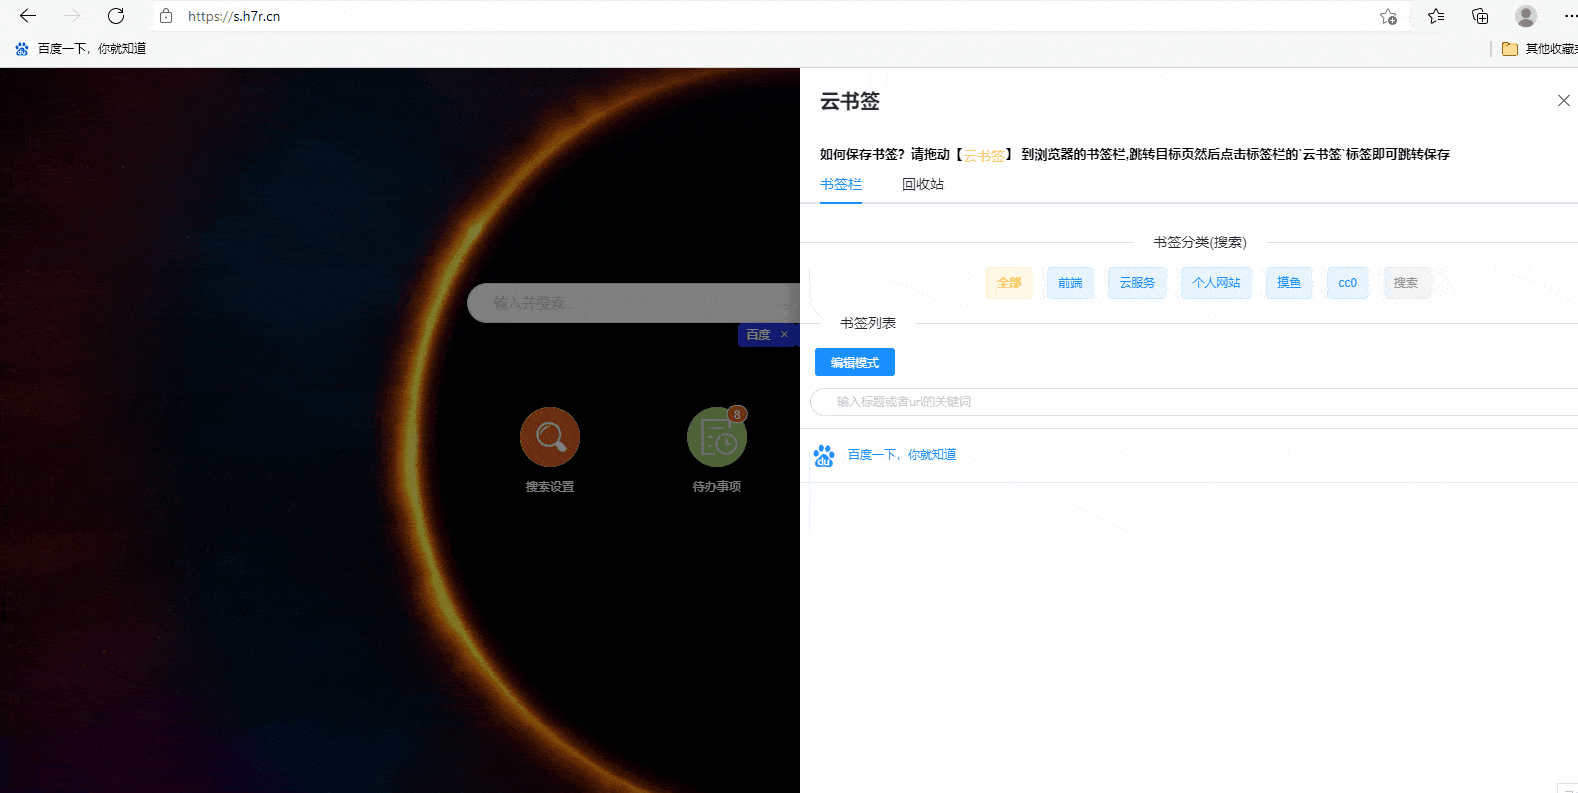 https://s.h7r.cn
百度一下，你就知道
其他收藏夹
云书签
如何保存书签？请拖动【云书签】 到浏览器的书签栏,跳转目标页然后点击标签栏的`云书签`标签即可跳转保存
书签栏
回收站
书签分类(搜索)
全部
前端
云服务
个人网站
摸鱼
cc0
搜索
书签列表
编辑模式
输入标题或者url的关键词
百度一下，你就知道
输入并搜索...
百度 ×
8
搜索设置
待办事项